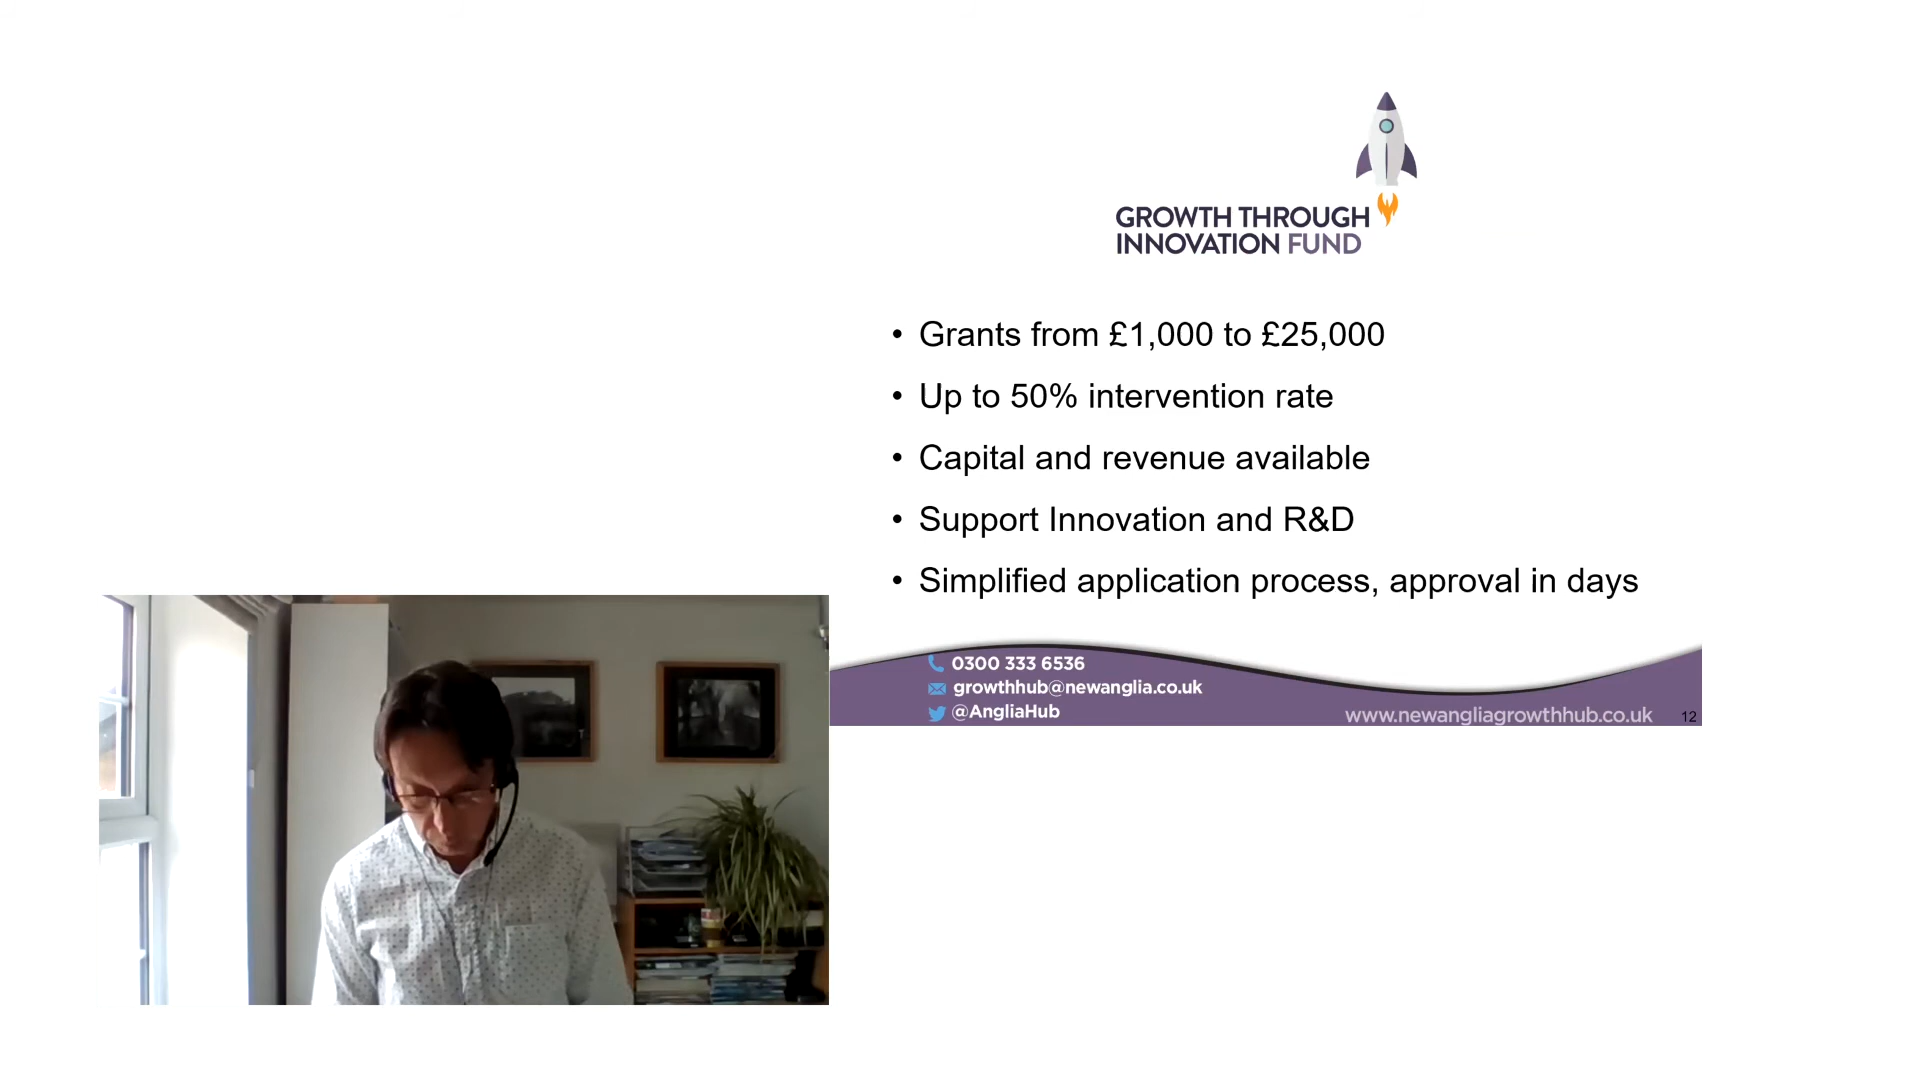 GROWTH THROUGH
INNOVATION FUND
• Grants from £1,000 to £25,000
• Up to 50% intervention rate
• Capital and revenue available
• Support Innovation and R&D
• Simplified application process, approval in days
0300 333 6536
growthhub@newanglia.co.uk
@AngliaHub
www.newangliagrowthhub.co.uk
12